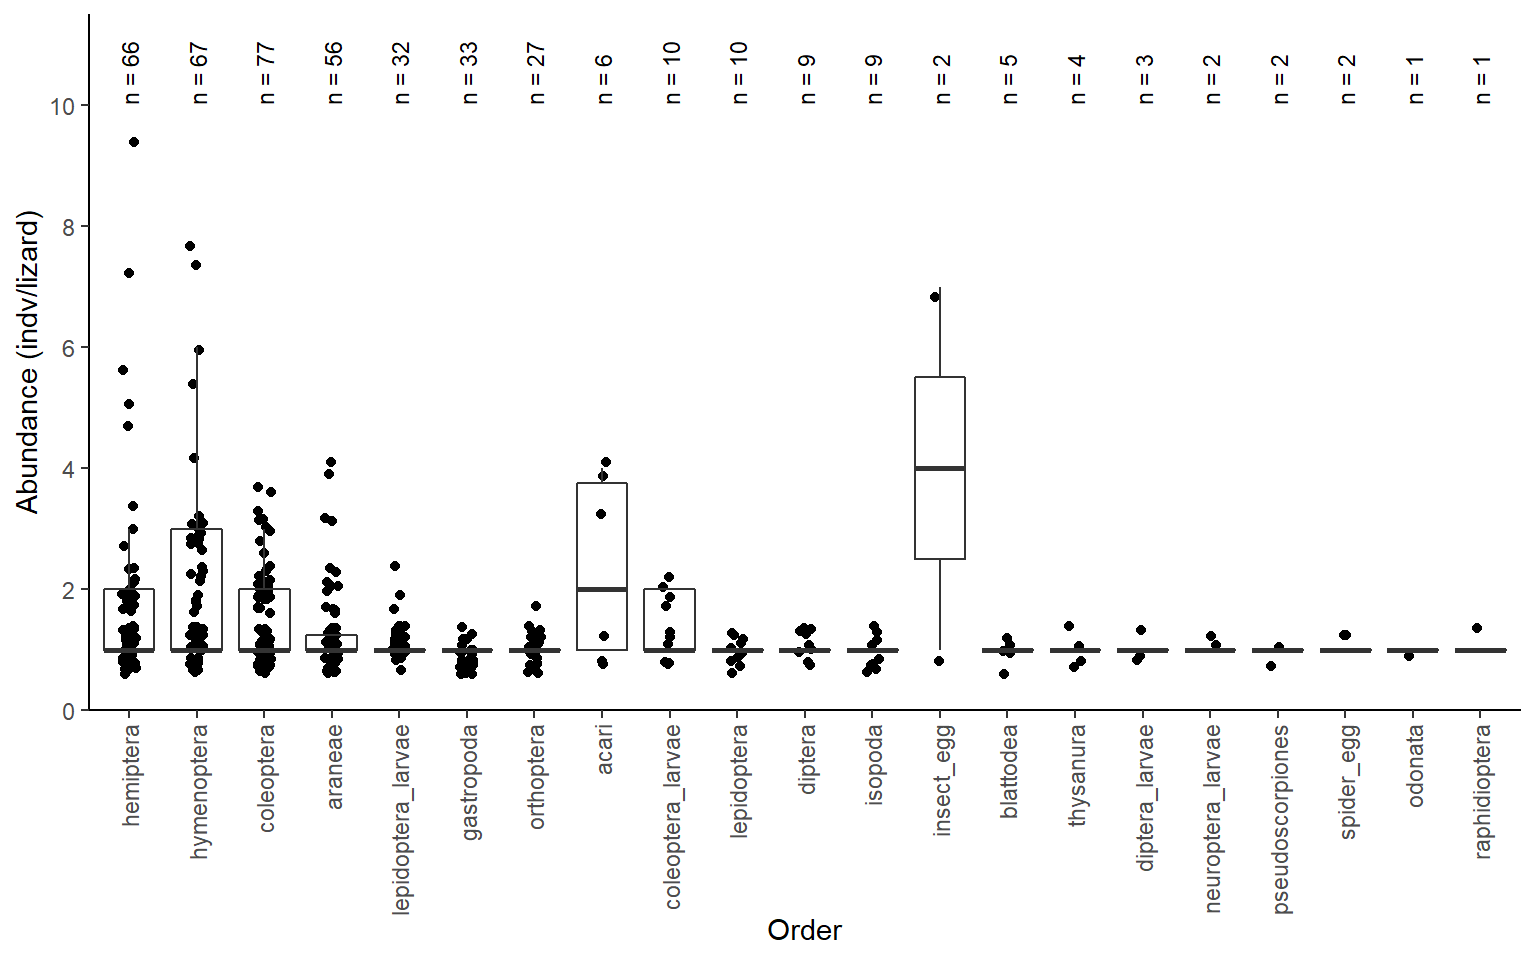 n = 66
n = 67
n = 77
n = 56
n = 32
n = 33
n = 27
n = 6
n = 10
n = 10
n = 9
n = 9
n = 2
n = 5
n = 4
n = 3
n = 2
n = 2
n = 2
n = 1
n = 1
Abundance (indv/lizard)
10
8
6
4
2
0
hemiptera
hymenoptera
coleoptera
araneae
lepidoptera_larvae
gastropoda
orthoptera
acari
coleoptera_larvae
lepidoptera
diptera
isopoda
insect_egg
blattodea
thysanura
diptera_larvae
neuroptera_larvae
pseudoscorpiones
spider_egg
odonata
raphidioptera
Order